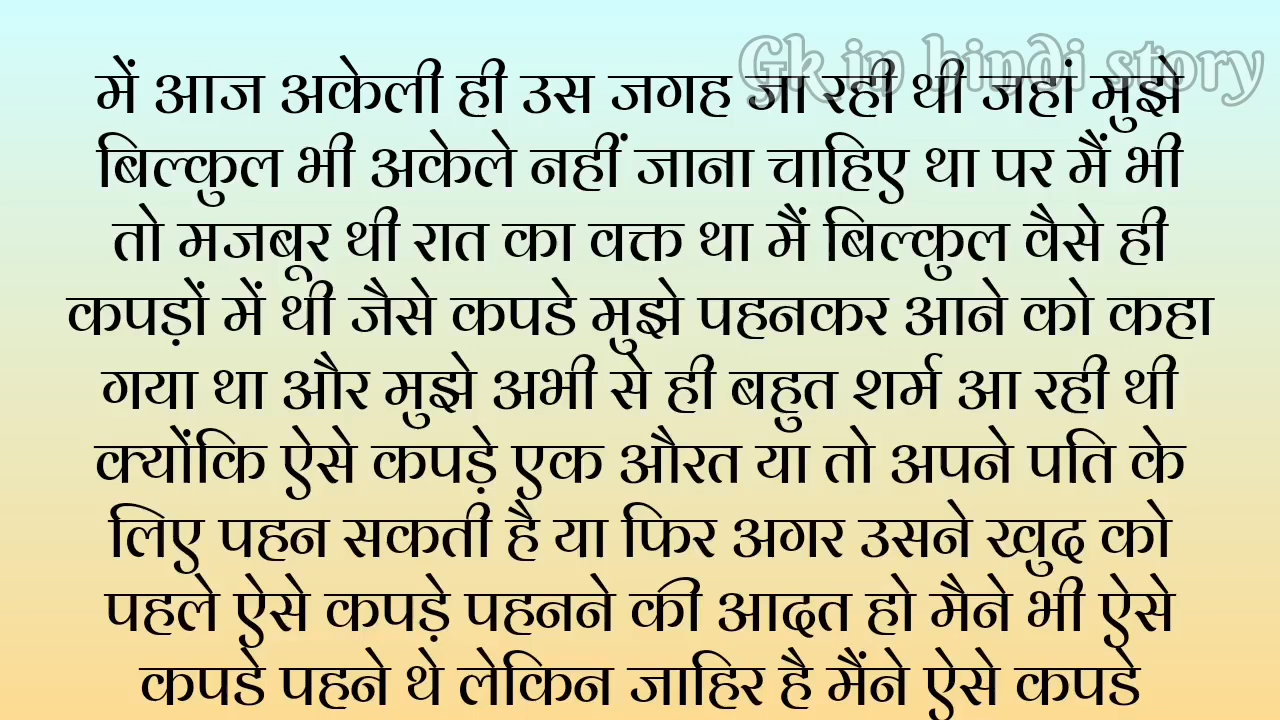 Gk in hindi story
में आज अकेली ही उस जगह जा रही थी जहां मुझे
बिल्कुल भी अकेले नहीं जाना चाहिए था पर मैं भी
तो मजबूर थी रात का वक्त था मैं बिल्कुल वैसे ही
कपड़ों में थी जैसे कपडे मुझे पहनकर आने को कहा
गया था और मुझे अभी से ही बहुत शर्म आ रही थी
क्योंकि ऐसे कपड़े एक औरत या तो अपने पति के
लिए पहन सकती है या फिर अगर उसने खुद को
पहले ऐसे कपड़े पहनने की आदत हो मैने भी ऐसे
कपडे पहने थे लेकिन जाहिर है मैंने ऐसे कपडे